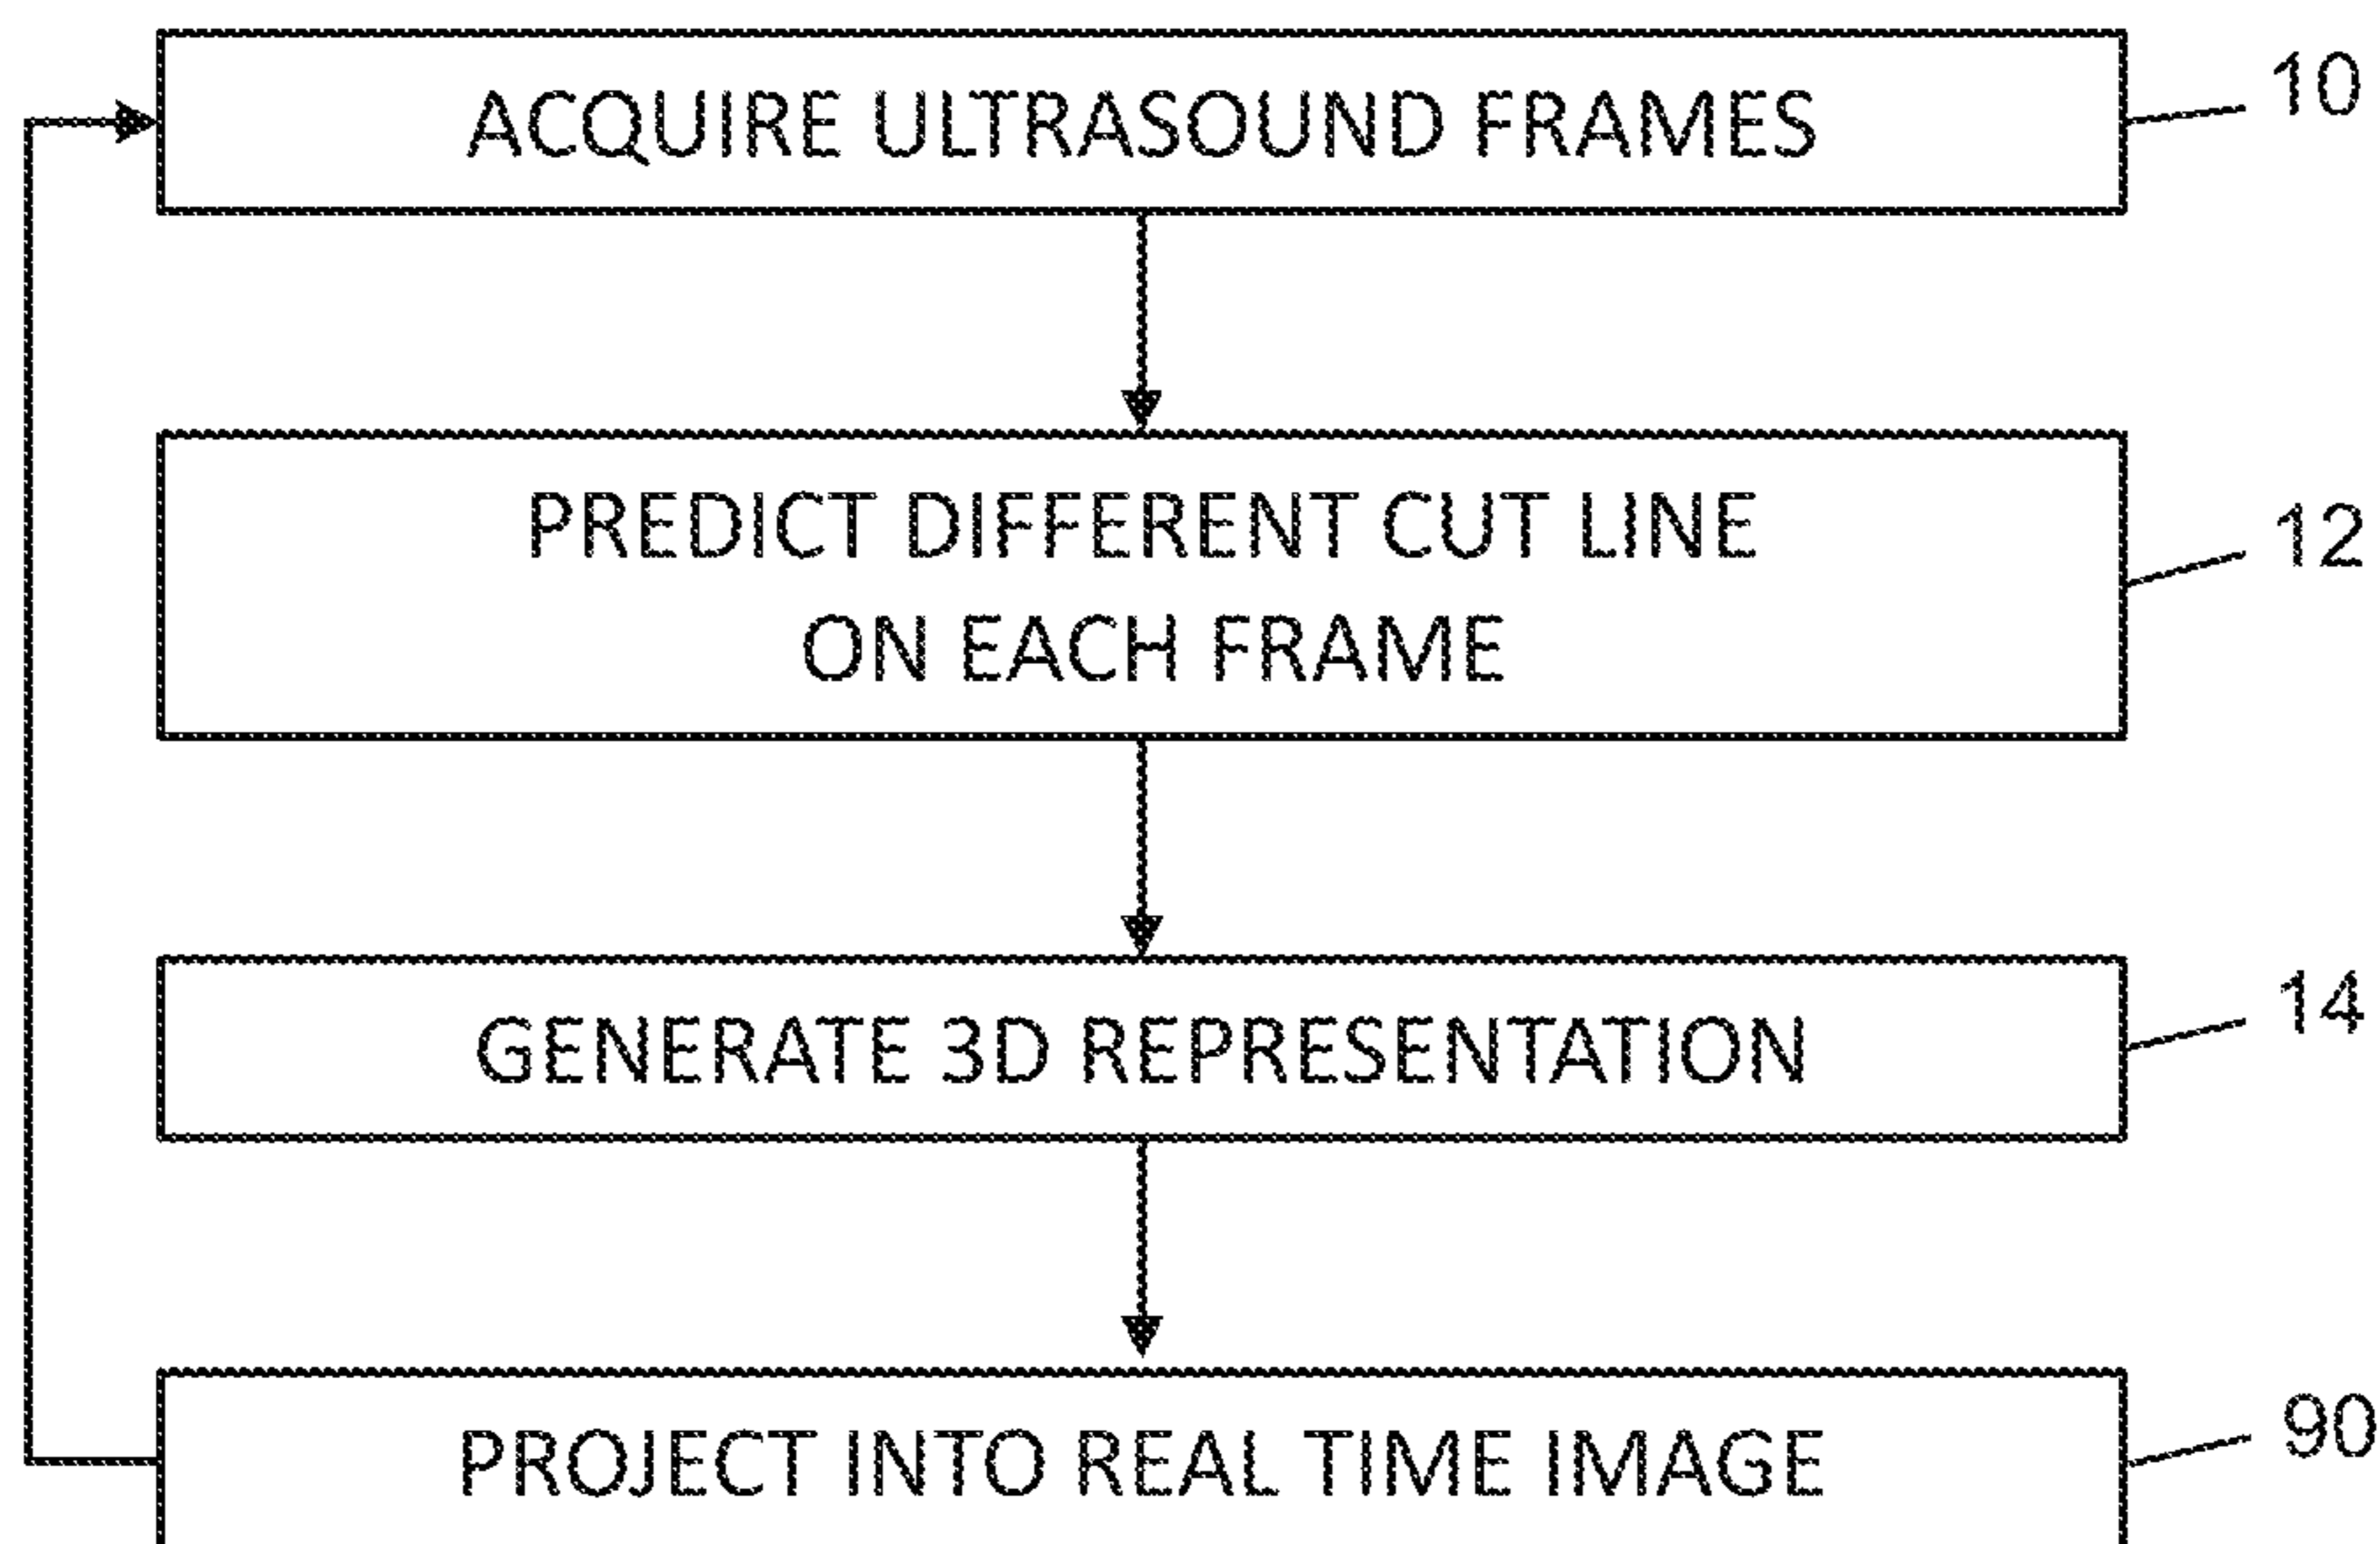 ACQUIRE ULTRASOUND FRAMES
10
PREDICT DIFFERENT CUT LINE
ON EACH FRAME
12
GENERATE 3D REPRESENTATION
14
PROJECT INTO REAL TIME IMAGE
90